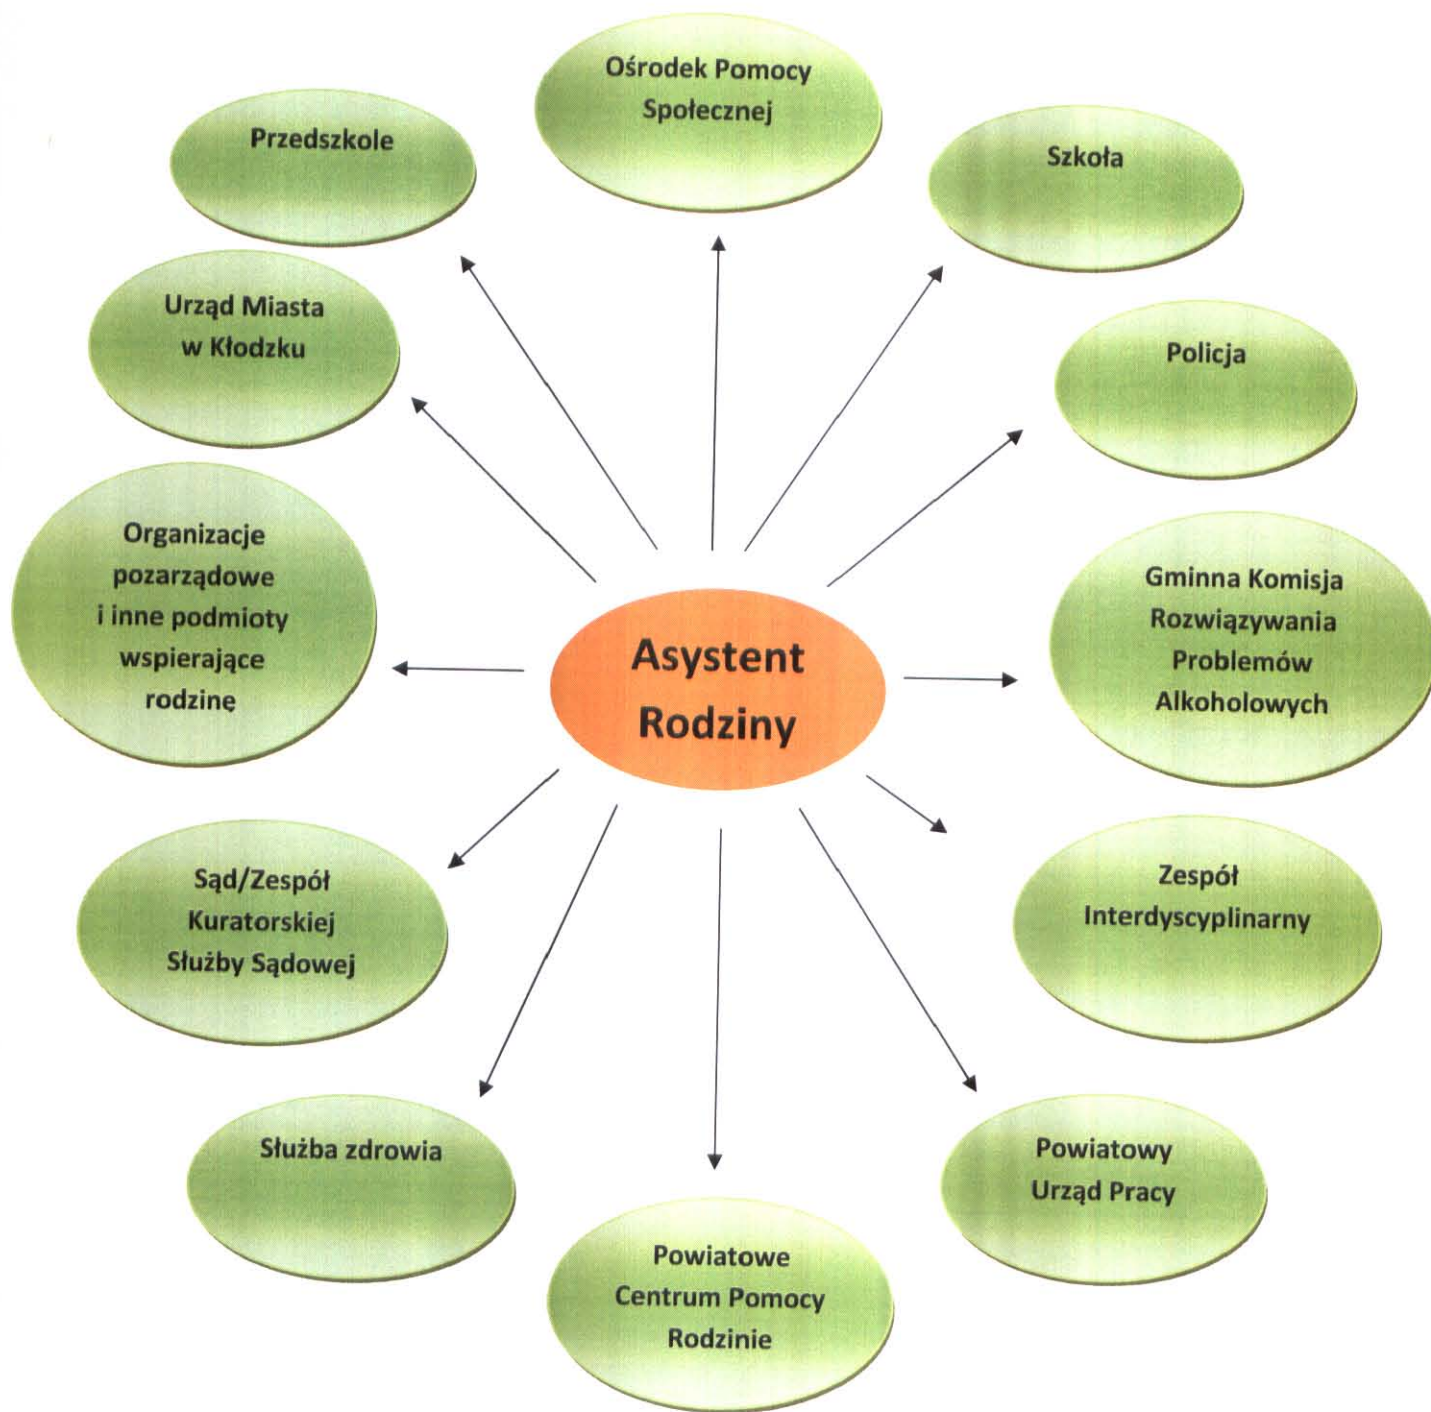 Ośrodek Pomocy
Społecznej
Przedszkole
Szkoła
Urząd Miasta
w Kłodzku
Policja
Organizacje
pozarządowe
i inne podmioty
wspierające
rodzinę
Gminna Komisja
Rozwiązywania
Problemów
Alkoholowych
Asystent
Rodziny
Sąd/Zespół
Kuratorskiej
Służby Sądowej
Zespół
Interdyscyplinarny
Służba zdrowia
Powiatowy
Urząd Pracy
Powiatowe
Centrum Pomocy
Rodzinie